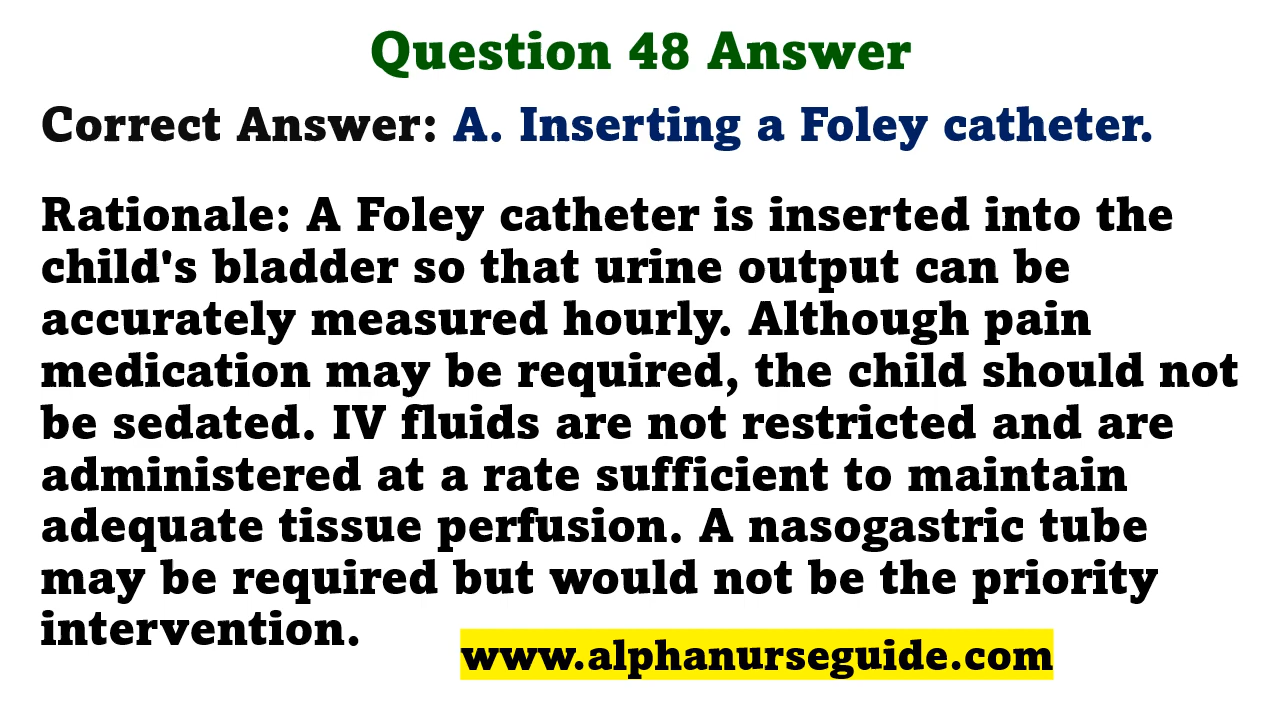 Question 48 Answer
Correct Answer: A. Inserting a Foley catheter.
Rationale: A Foley catheter is inserted into the
child's bladder so that urine output can be
accurately measured hourly. Although pain
medication may be required, the child should not
be sedated. IV fluids are not restricted and are
administered at a rate sufficient to maintain
adequate tissue perfusion. A nasogastric tube
may be required but would not be the priority
intervention.
www.alphanurseguide.com